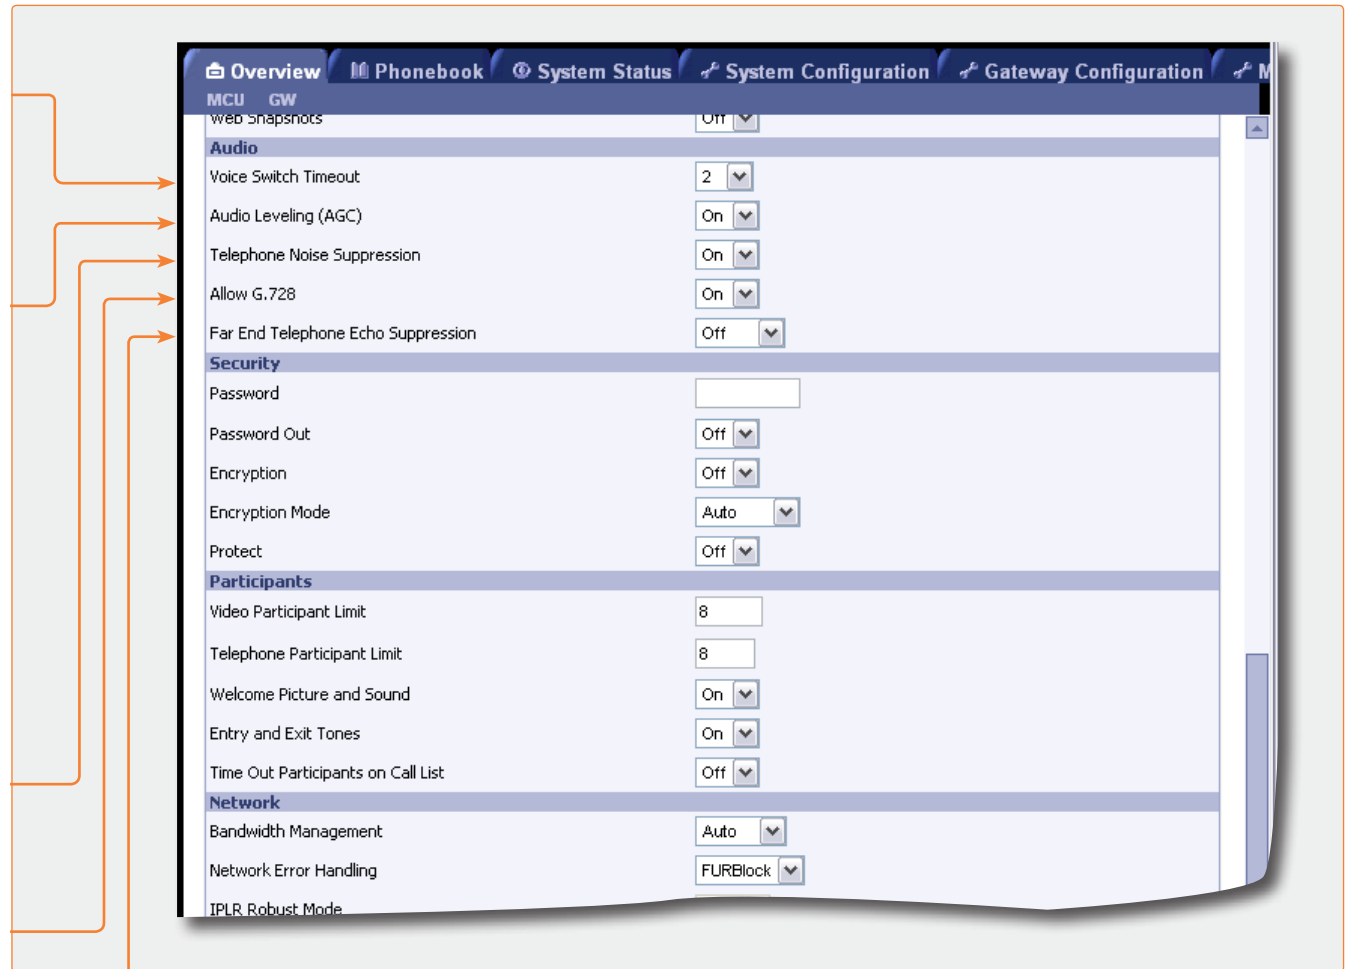 Overview Phonebook System Status System Configuration Gateway Configuration
MCU GW
Web Snapshots Off
Audio
Voice Switch Timeout 2
Audio Leveling (AGC) On
Telephone Noise Suppression On
Allow G.728 On
Far End Telephone Echo Suppression Off
Security
Password
Password Out Off
Encryption Off
Encryption Mode Auto
Protect Off
Participants
Video Participant Limit 8
Telephone Participant Limit 8
Welcome Picture and Sound On
Entry and Exit Tones On
Time Out Participants on Call List Off
Network
Bandwidth Management Auto
Network Error Handling FURBlock
IPLR Robust Mode